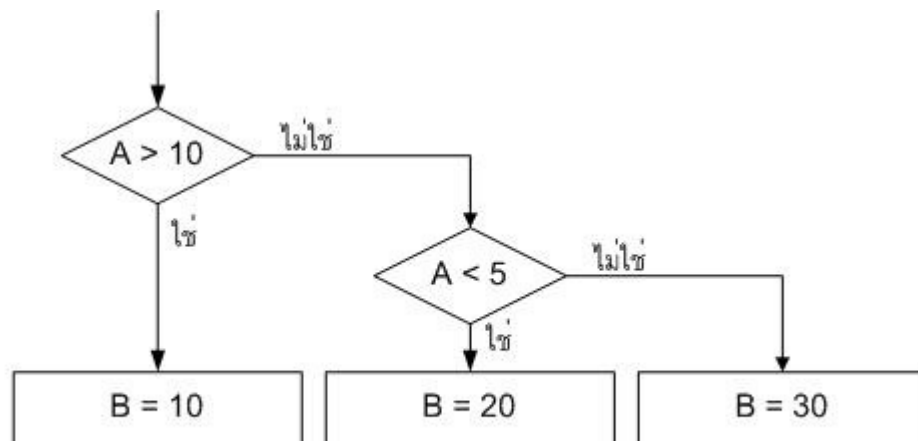 A > 10
ไม่ใช่
ใช่
A < 5
ไม่ใช่
ใช่
B = 10
B = 20
B = 30